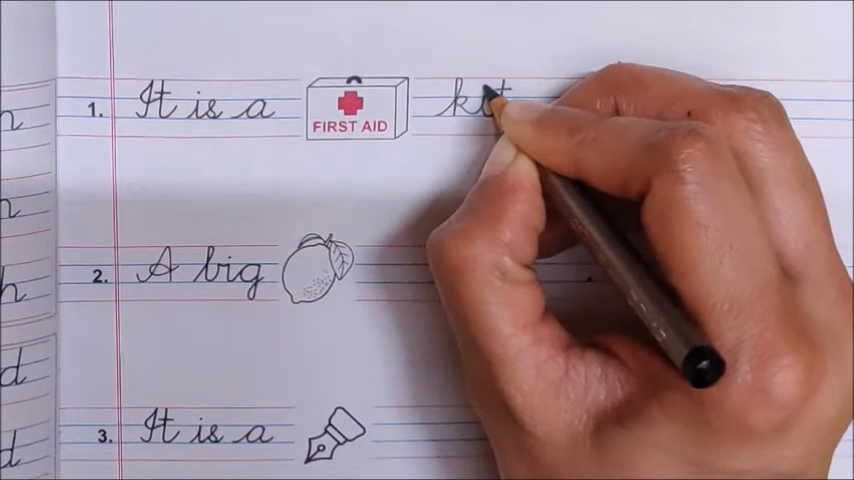 1. It is a FIRST AID kit
2. A big
3. It is a
n
n
h
d
d